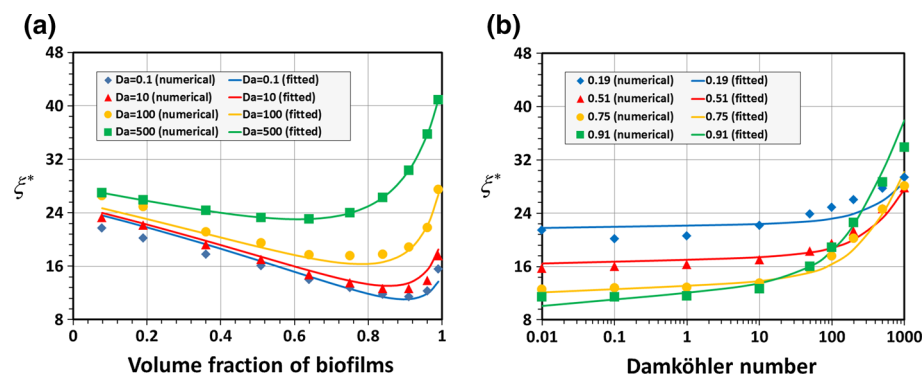 (a)
48
40
32
24
16
8
ξ*
Da=0.1 (numerical) Da=0.1 (fitted)
Da=10 (numerical) Da=10 (fitted)
Da=100 (numerical) Da=100 (fitted)
Da=500 (numerical) Da=500 (fitted)
0 0.2 0.4 0.6 0.8 1
Volume fraction of biofilms
(b)
48
40
32
24
16
8
ξ*
0.19 (numerical) 0.19 (fitted)
0.51 (numerical) 0.51 (fitted)
0.75 (numerical) 0.75 (fitted)
0.91 (numerical) 0.91 (fitted)
0.01 0.1 1 10 100 1000
Damköhler number